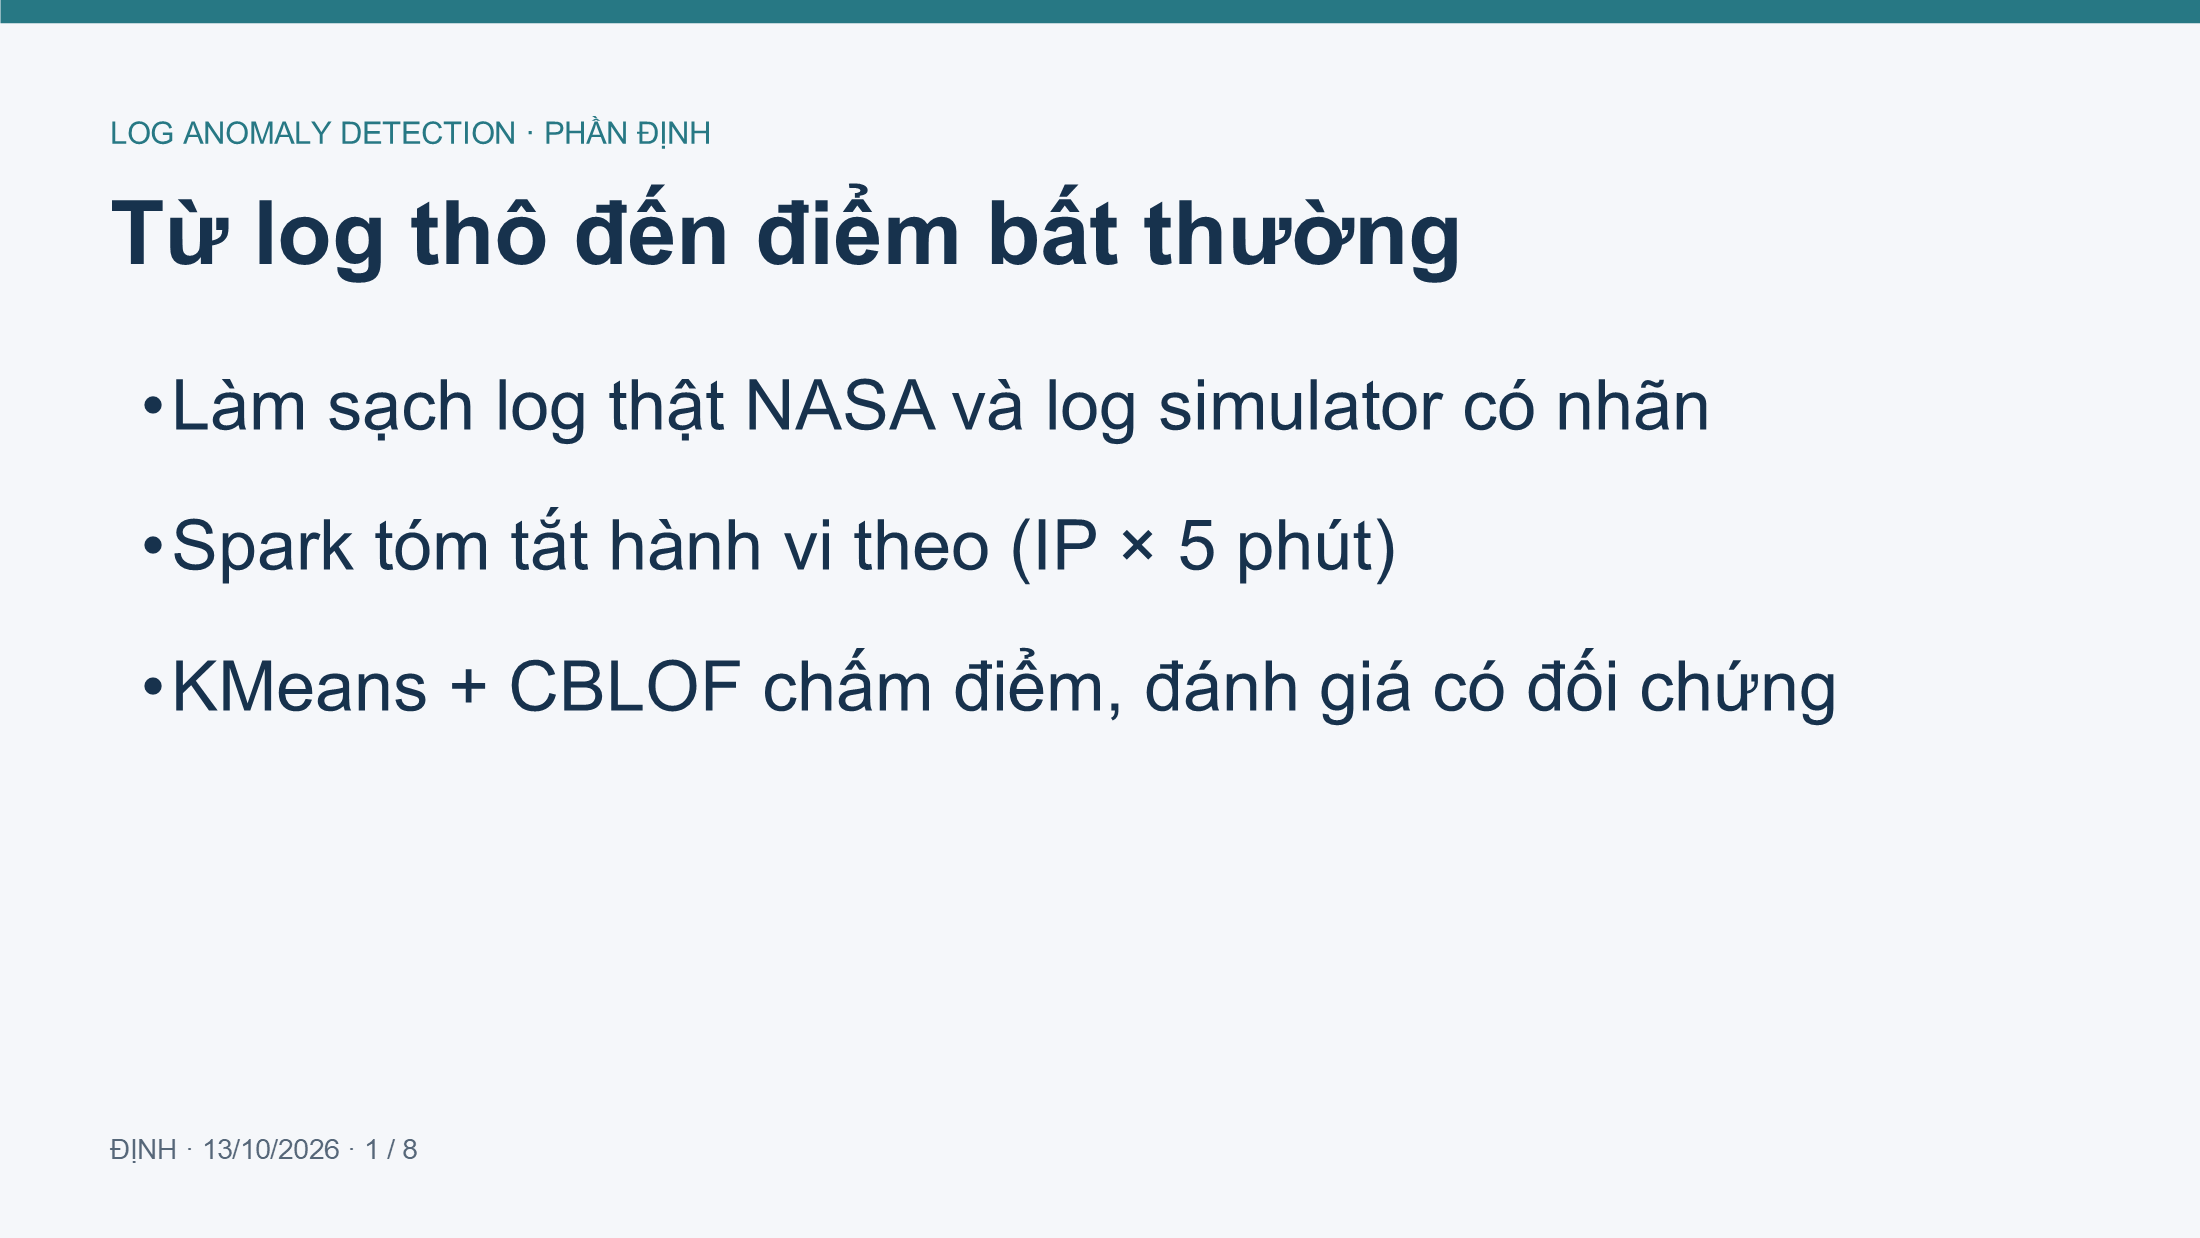 LOG ANOMALY DETECTION · PHẦN ĐỊNH
Từ log thô đến điểm bất thường
•Làm sạch log thật NASA và log simulator có nhãn
•Spark tóm tắt hành vi theo (IP × 5 phút)
•KMeans + CBLOF chấm điểm, đánh giá có đối chứng
ĐỊNH · 13/10/2026 · 1 / 8